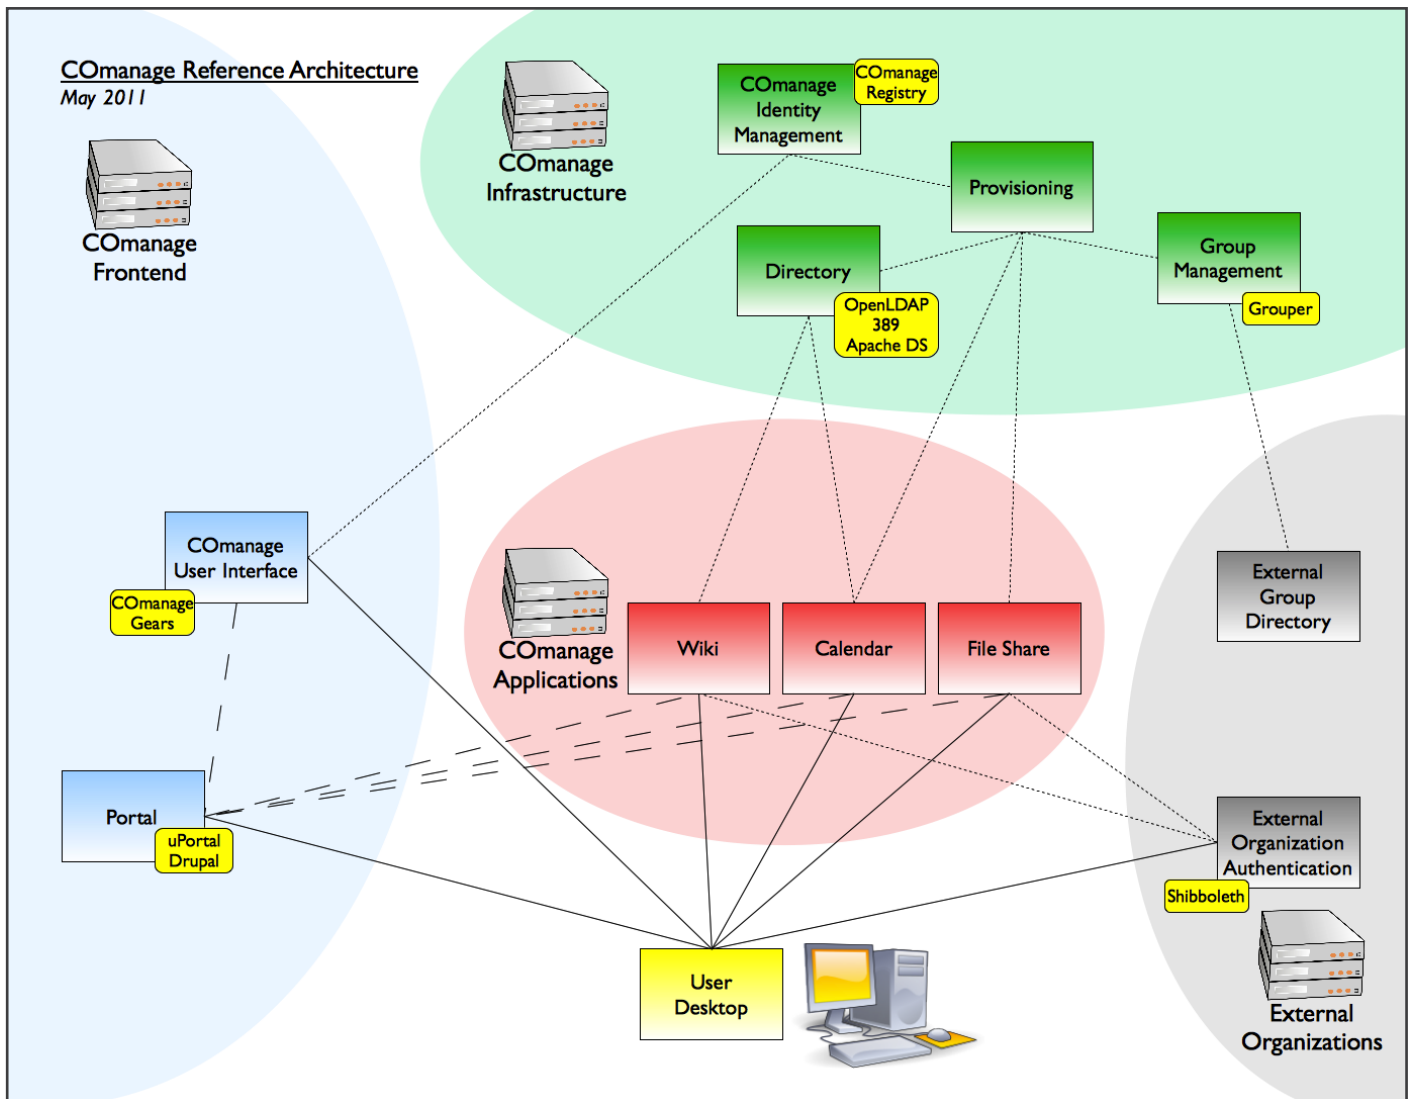 COmanage Reference Architecture
May 2011
COmanage
Frontend
COmanage
Infrastructure
COmanage
Identity
Management
COmanage
Registry
Provisioning
Directory
OpenLDAP
389
Apache DS
Group
Management
Grouper
COmanage
User Interface
COmanage
Gears
COmanage
Applications
Wiki
Calendar
File Share
External
Group
Directory
Portal
uPortal
Drupal
External
Organization
Authentication
Shibboleth
User
Desktop
External
Organizations